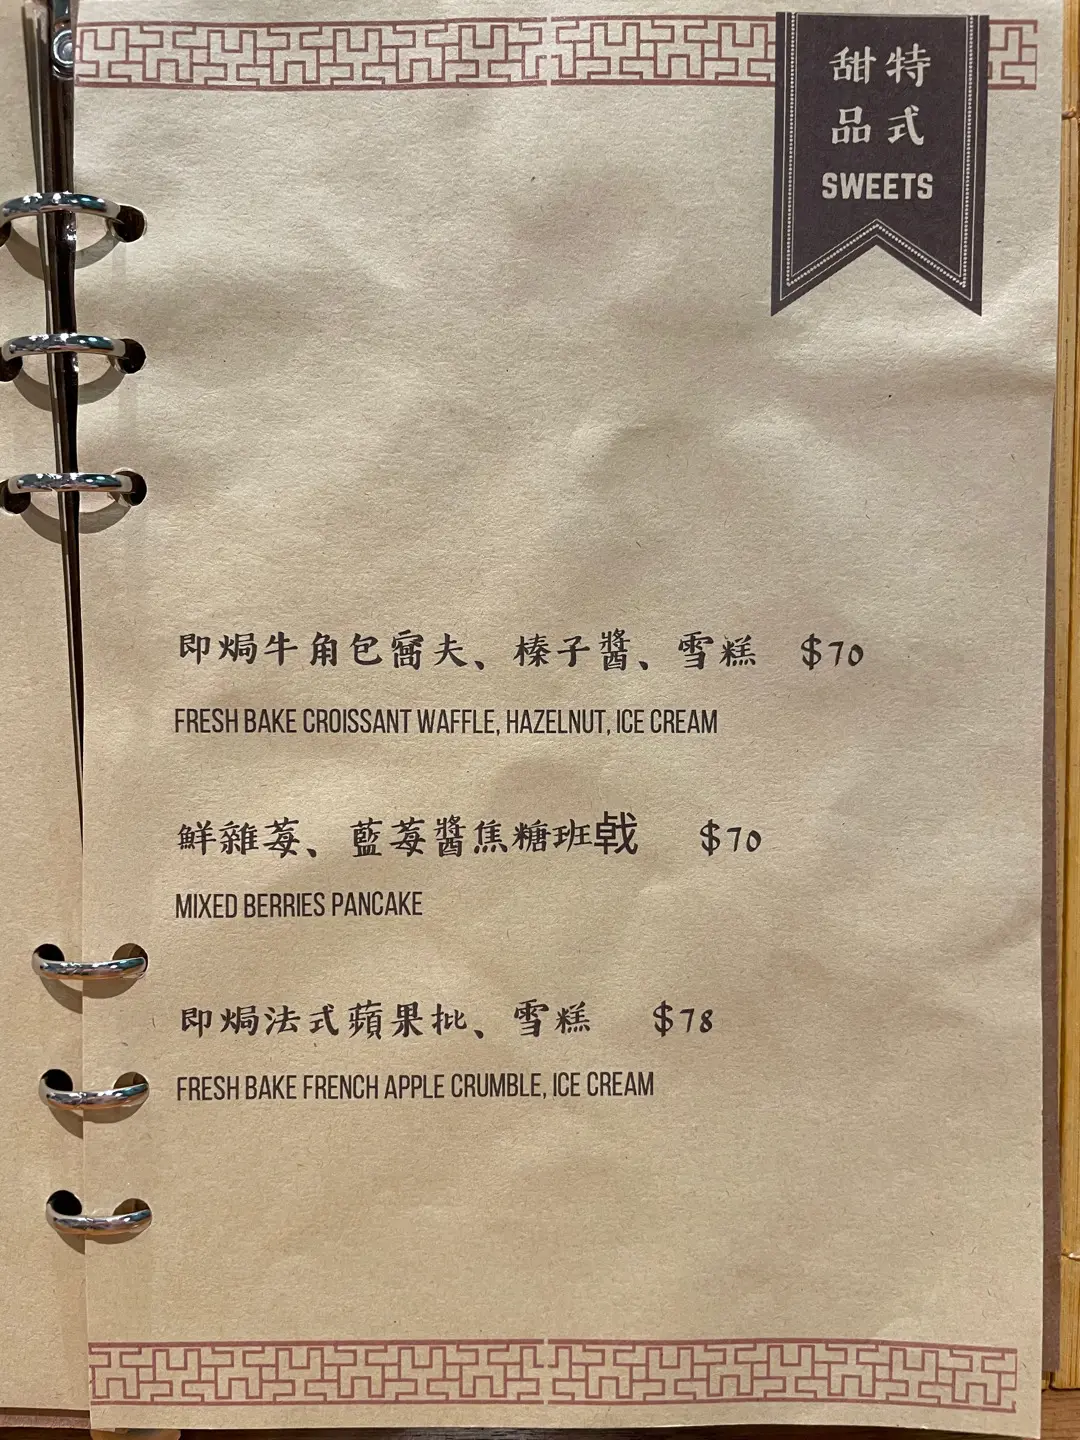 特式
甜品
SWEETS
即焗牛角包窩夫、榛子醬、雪糕 $70
FRESH BAKE CROISSANT WAFFLE, HAZELNUT, ICE CREAM
鮮雜莓、藍莓醬焦糖班戟 $70
MIXED BERRIES PANCAKE
即焗法式蘋果批、雪糕 $78
FRESH BAKE FRENCH APPLE CRUMBLE, ICE CREAM